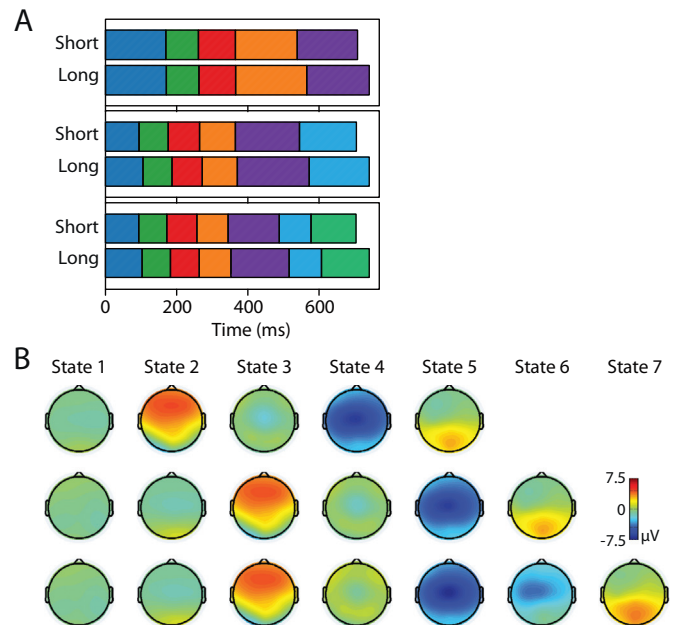 A
Short
Long
Short
Long
Short
Long
0 200 400 600
Time (ms)
B
State 1 State 2 State 3 State 4 State 5 State 6 State 7
7.5
0
-7.5 μV